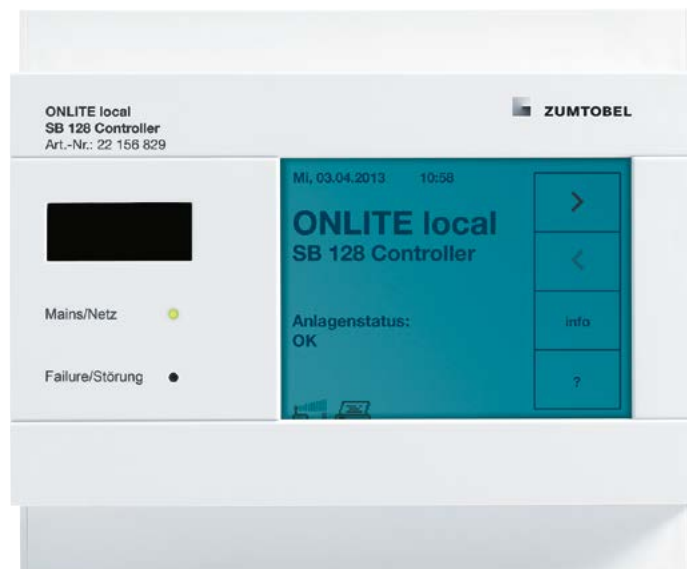 ONLITE local
SB 128 Controller
Art.-Nr.: 22 156 829
ZUMTOBEL
Mains/Netz
Failure/Störung
Mi, 03.04.2013 10:58
ONLITE local
SB 128 Controller
Anlagenstatus:
OK
>
<
info
?